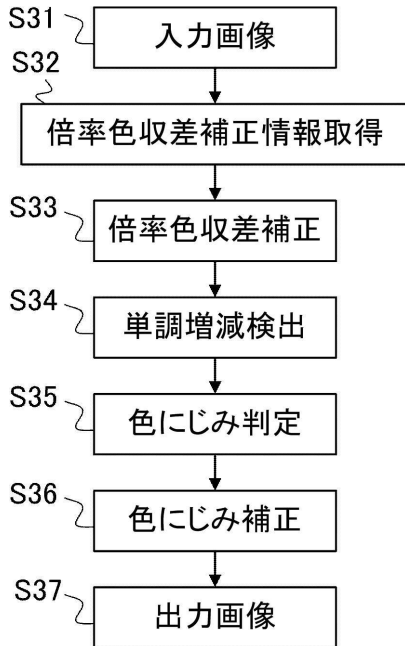 S31
入力画像
S32
倍率色収差補正情報取得
S33
倍率色収差補正
S34
単調増減検出
S35
色にじみ判定
S36
色にじみ補正
S37
出力画像